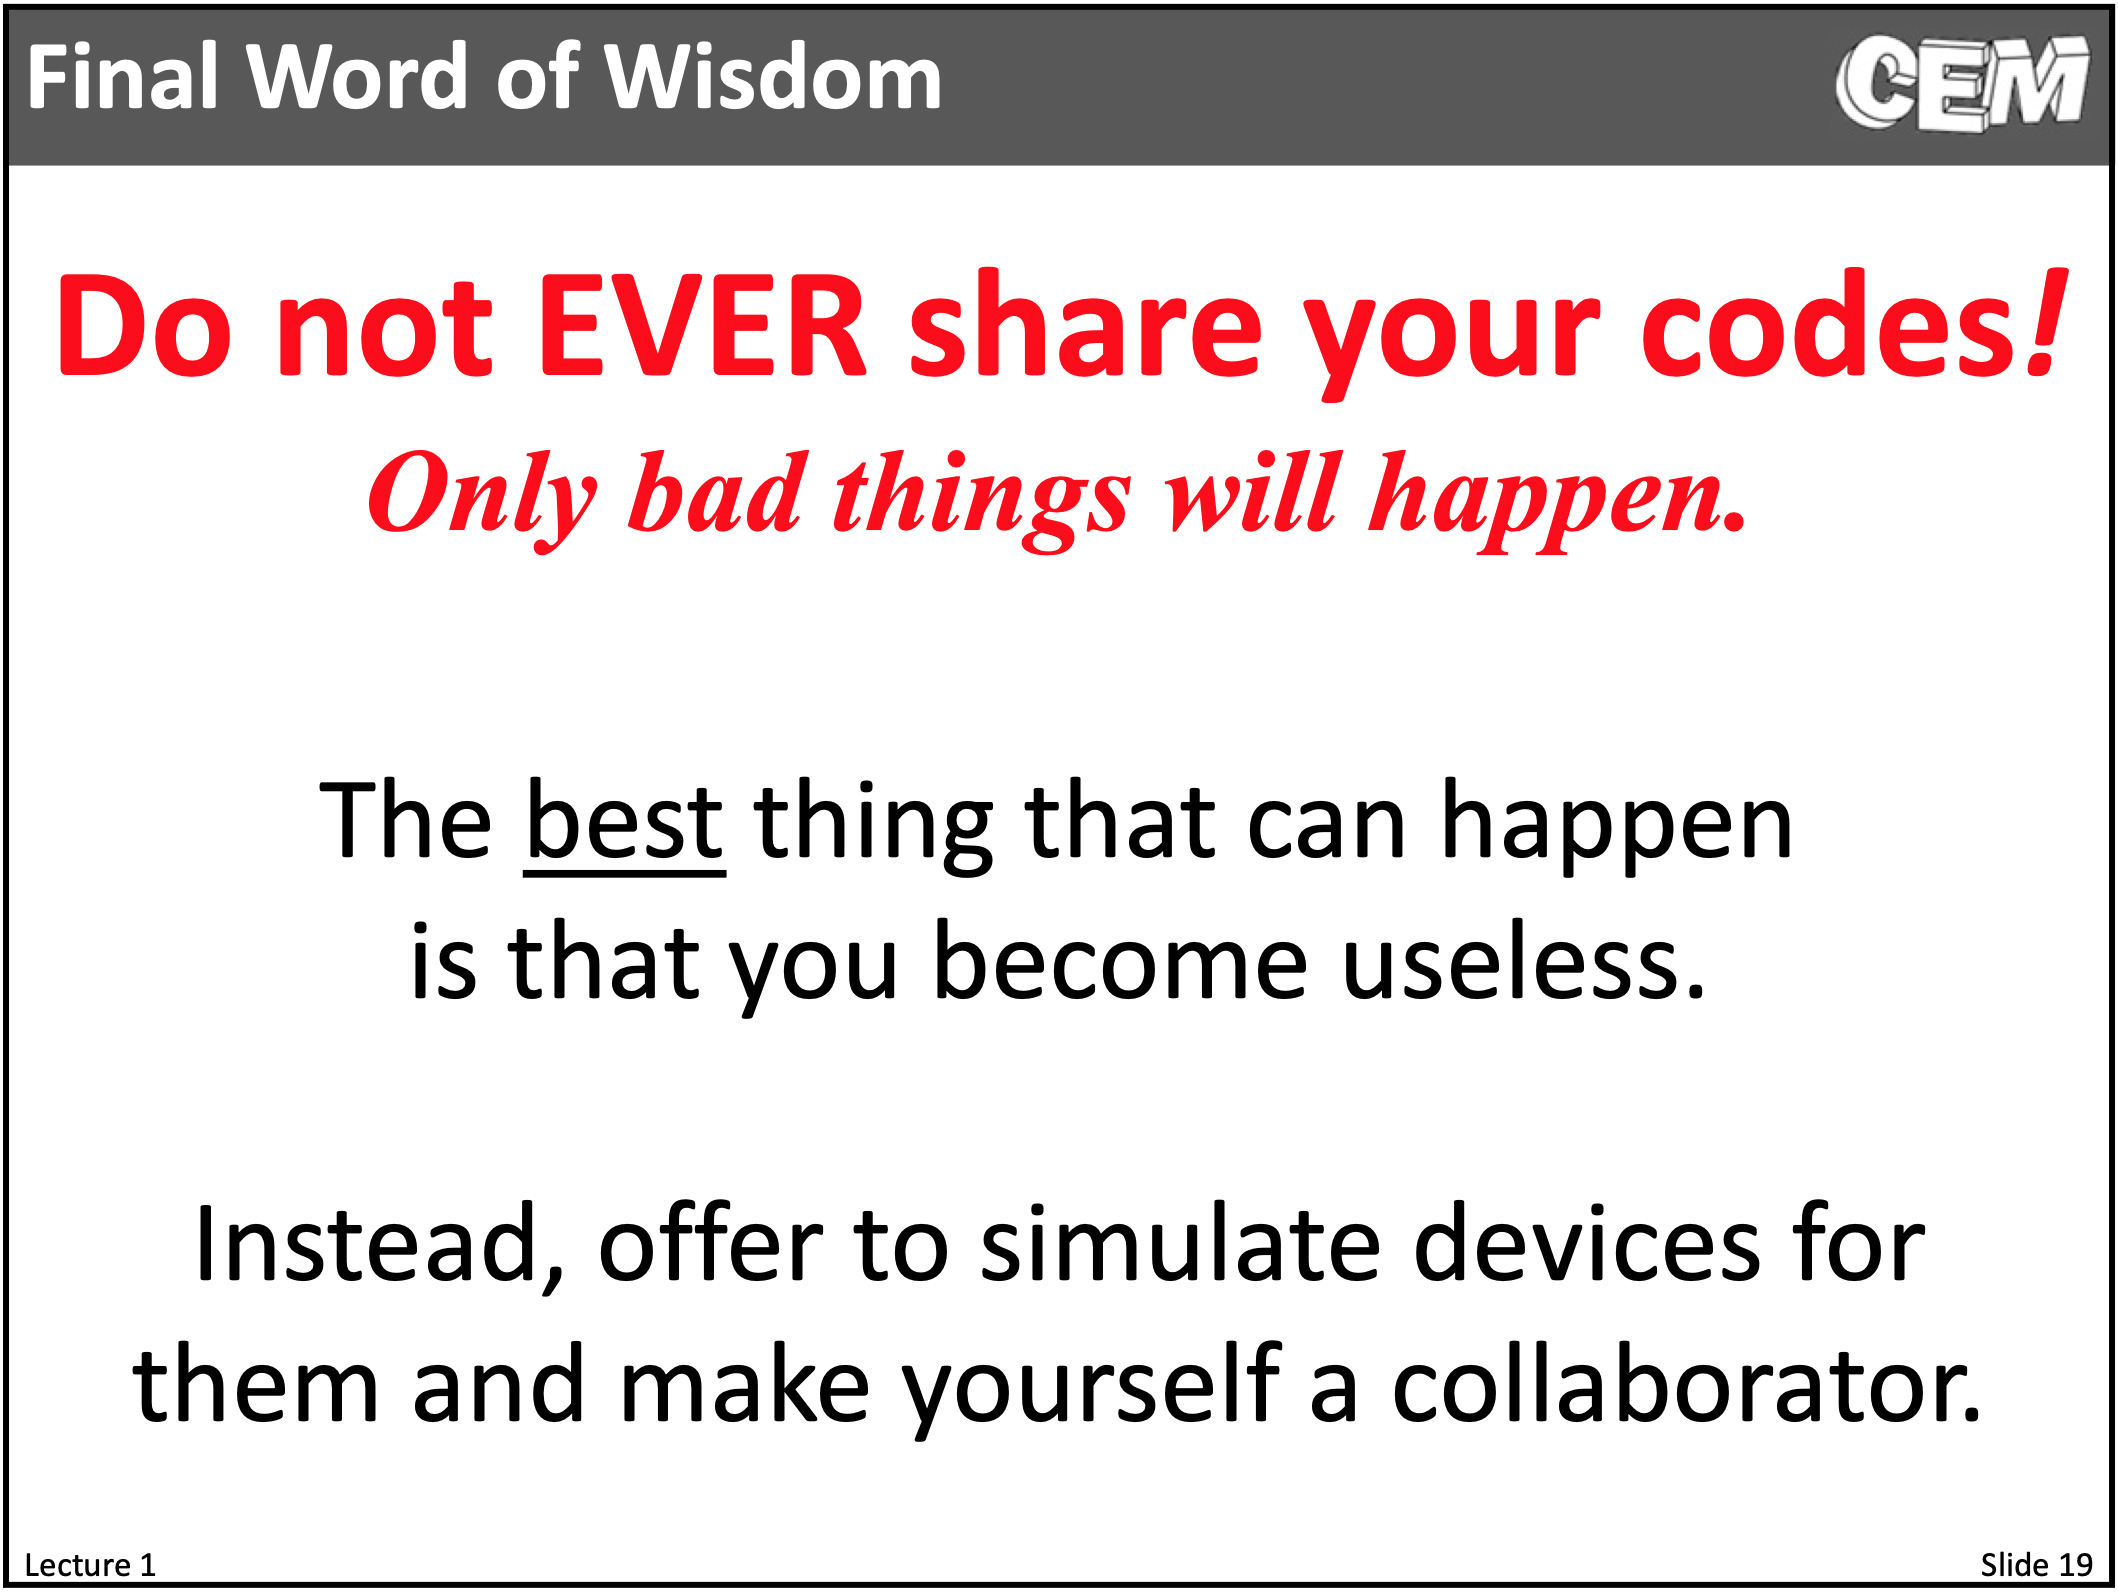 Final Word of Wisdom
CEM
Do not EVER share your codes!
Only bad things will happen.
The best thing that can happen
is that you become useless.
Instead, offer to simulate devices for
them and make yourself a collaborator.
Lecture 1
Slide 19